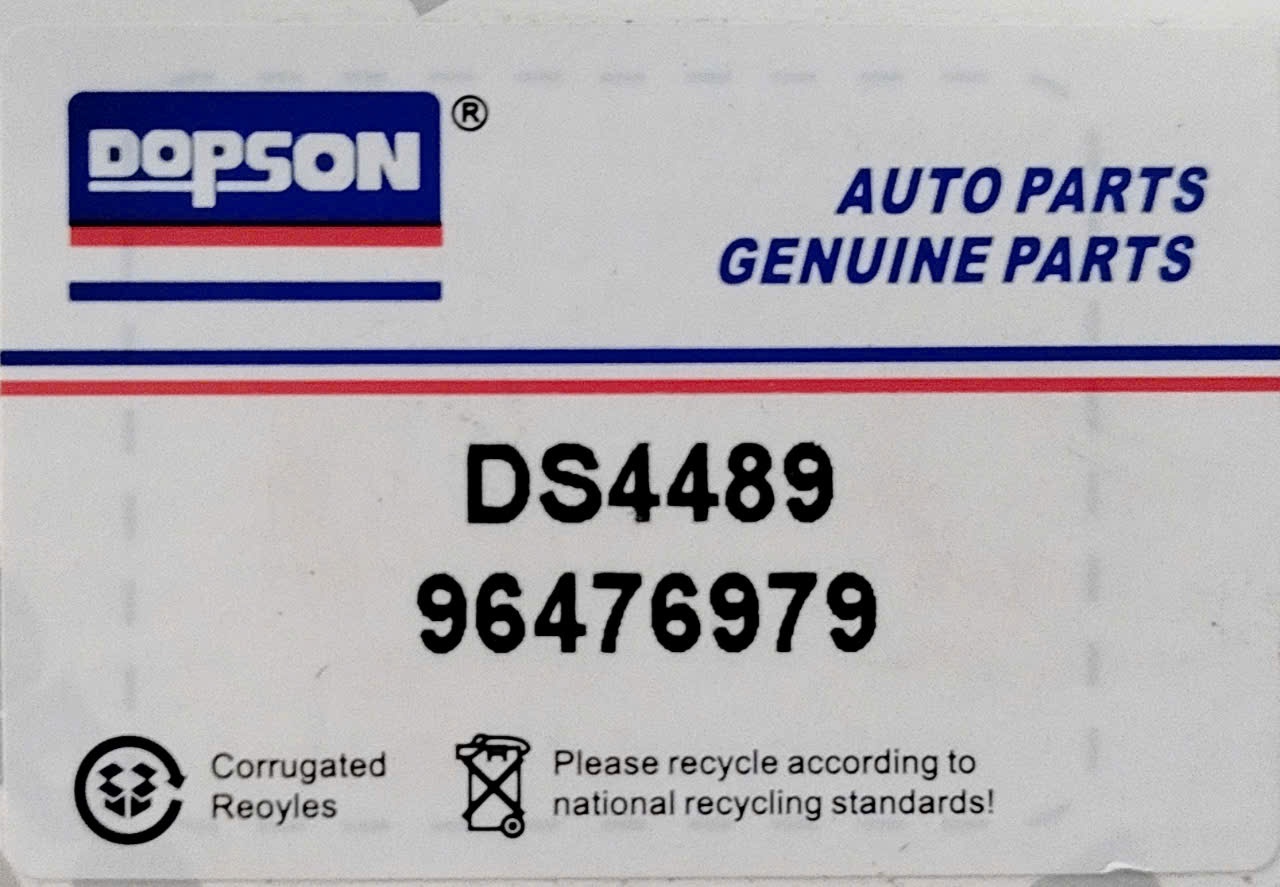 DOPSON®
AUTO PARTS
GENUINE PARTS
DS4489
96476979
Corrugated
Reoyles
Please recycle according to
national recycling standards!